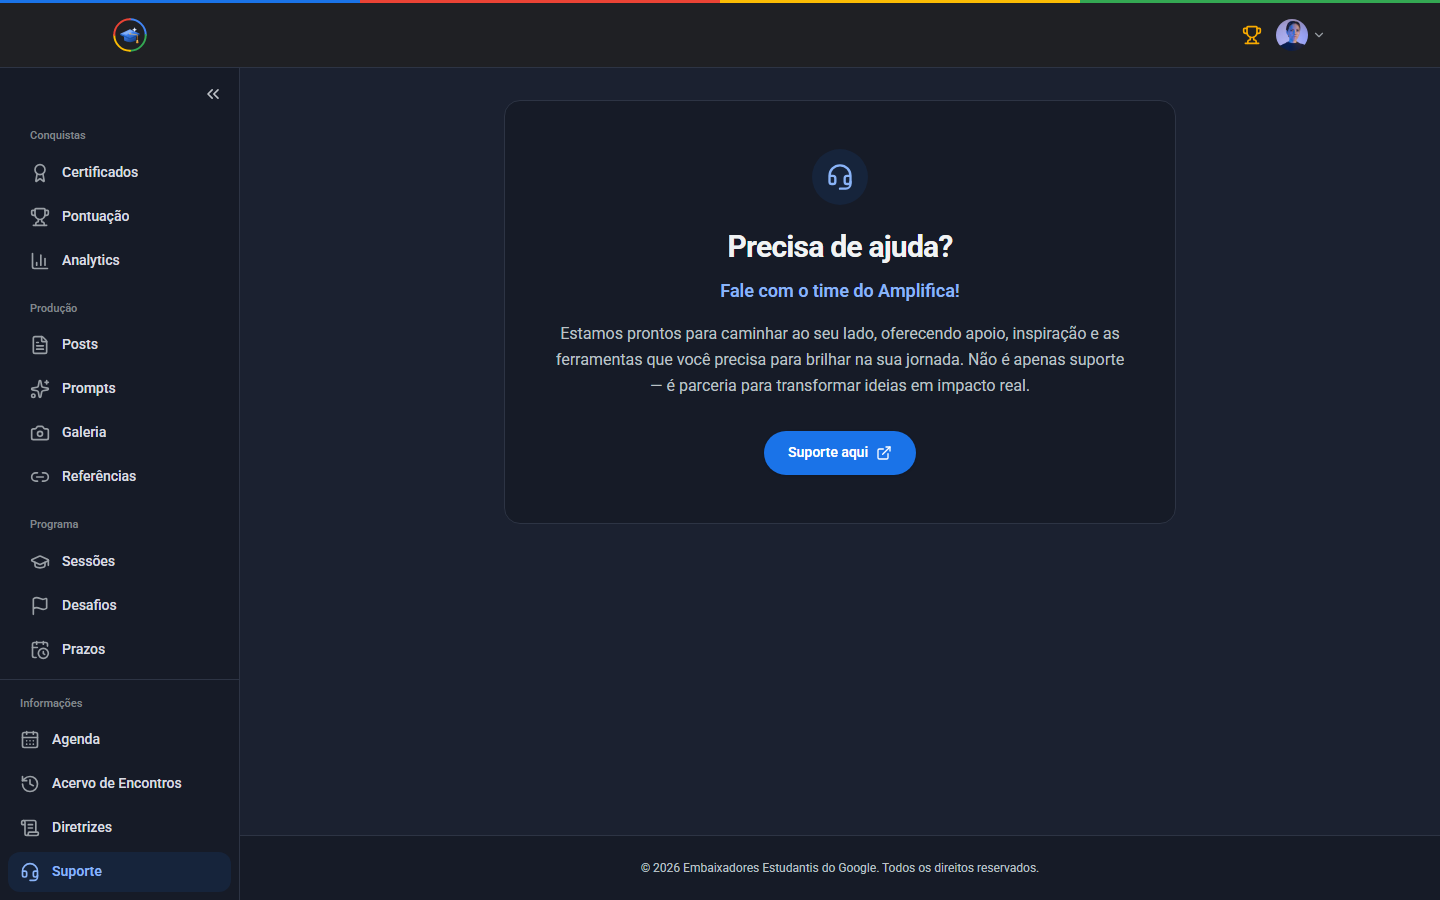 Conquistas
Certificados
Pontuação
Analytics
Produção
Posts
Prompts
Galeria
Referências
Programa
Sessões
Desafios
Prazos
Informações
Agenda
Acervo de Encontros
Diretrizes
Suporte
Precisa de ajuda?
Fale com o time do Amplifica!
Estamos prontos para caminhar ao seu lado, oferecendo apoio, inspiração e as
ferramentas que você precisa para brilhar na sua jornada. Não é apenas suporte
— é parceria para transformar ideias em impacto real.
Suporte aqui
© 2026 Embaixadores Estudantis do Google. Todos os direitos reservados.